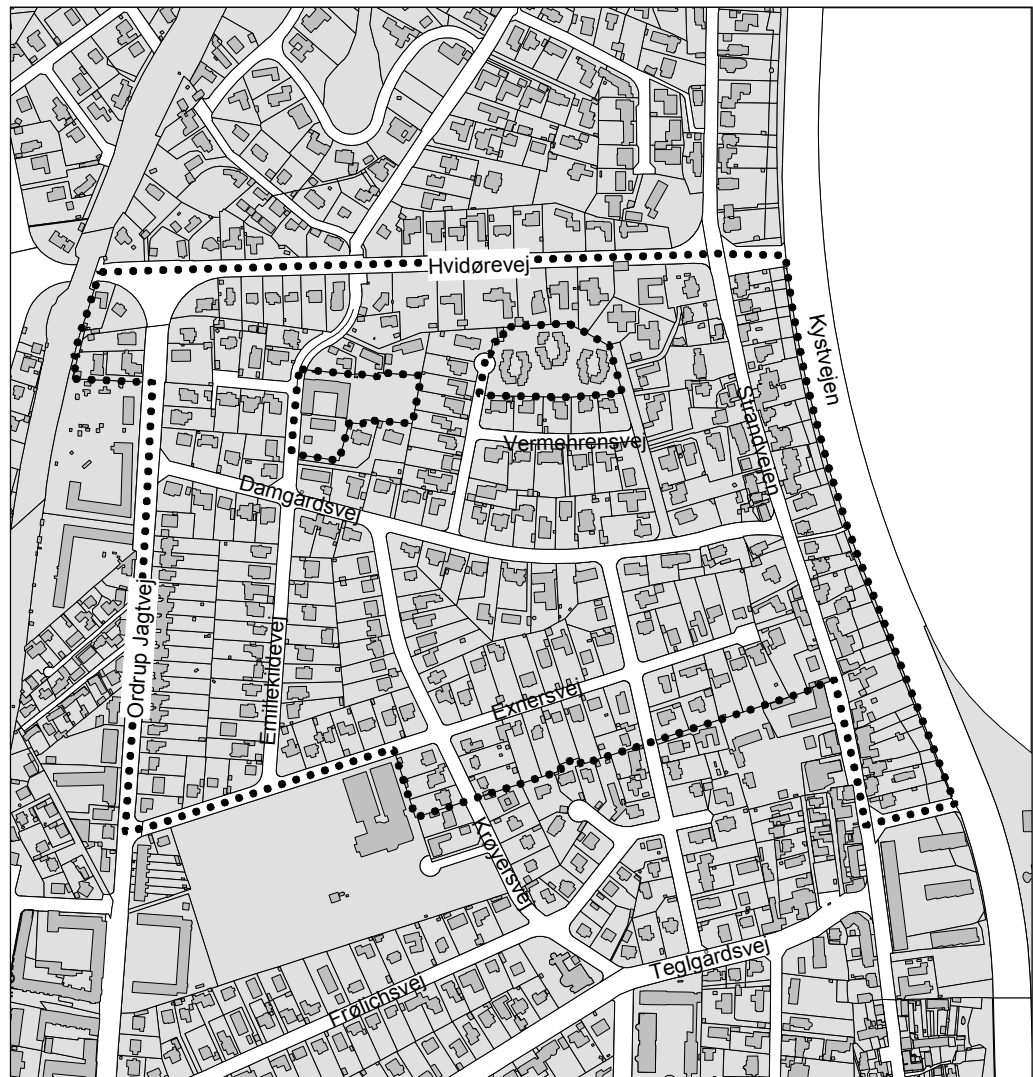 Hvidørevej
Kystvejen
Strandvejen
Vermehrensvej
Damgårdsvej
Ordrup Jagtvej
Emiliekildevej
Exnersvej
Krøyersvej
Teglgårdsvej
Frølichsvej